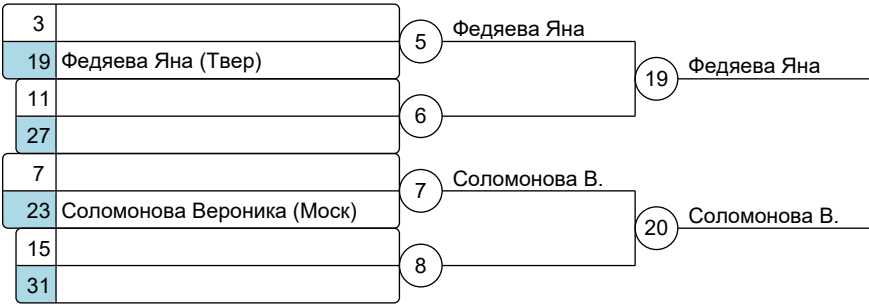 3
5
Федяева Яна
19
Федяева Яна (Твер)
19
Федяева Яна
11
6
27
7
7
Соломонова В.
23
Соломонова Вероника (Моск)
20
Соломонова В.
15
8
31